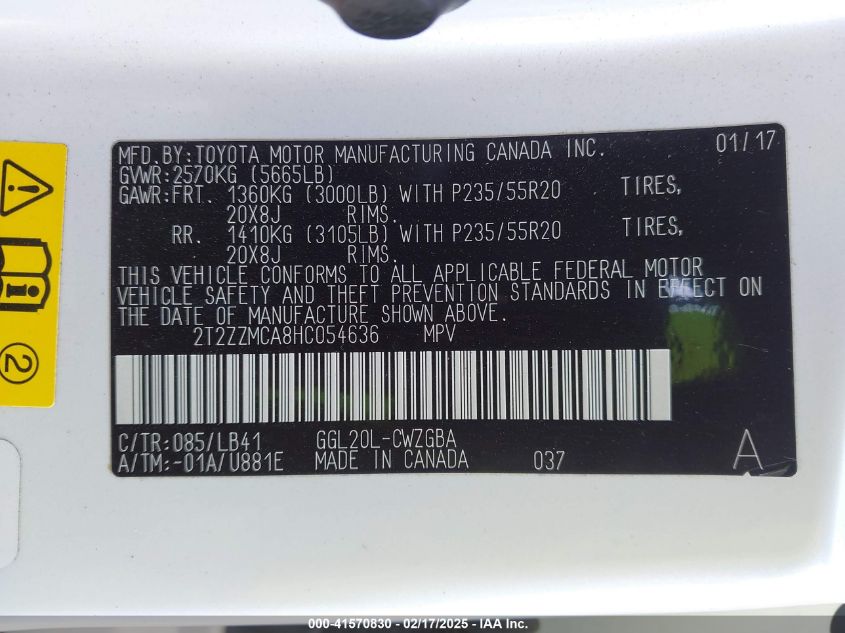 MFD. BY: TOYOTA MOTOR MANUFACTURING CANADA INC. 01/17
GVWR: 2570KG (5665LB)
GAWR: FRT. 1360KG (3000LB) WITH P235/55R20 TIRES,
20X8J RIMS.
RR. 1410KG (3105LB) WITH P235/55R20 TIRES,
20X8J RIMS.
THIS VEHICLE CONFORMS TO ALL APPLICABLE FEDERAL MOTOR
VEHICLE SAFETY AND THEFT PREVENTION STANDARDS IN EFFECT ON
THE DATE OF MANUFACTURE SHOWN ABOVE.
2T2ZZMCA8HC054636 MPV
C/TR: 085/LB41 GGL20L-CWZGBA
A/TM: -01A/U881E MADE IN CANADA 037 A
2
000-41570830 - 02/17/2025 - IAA Inc.